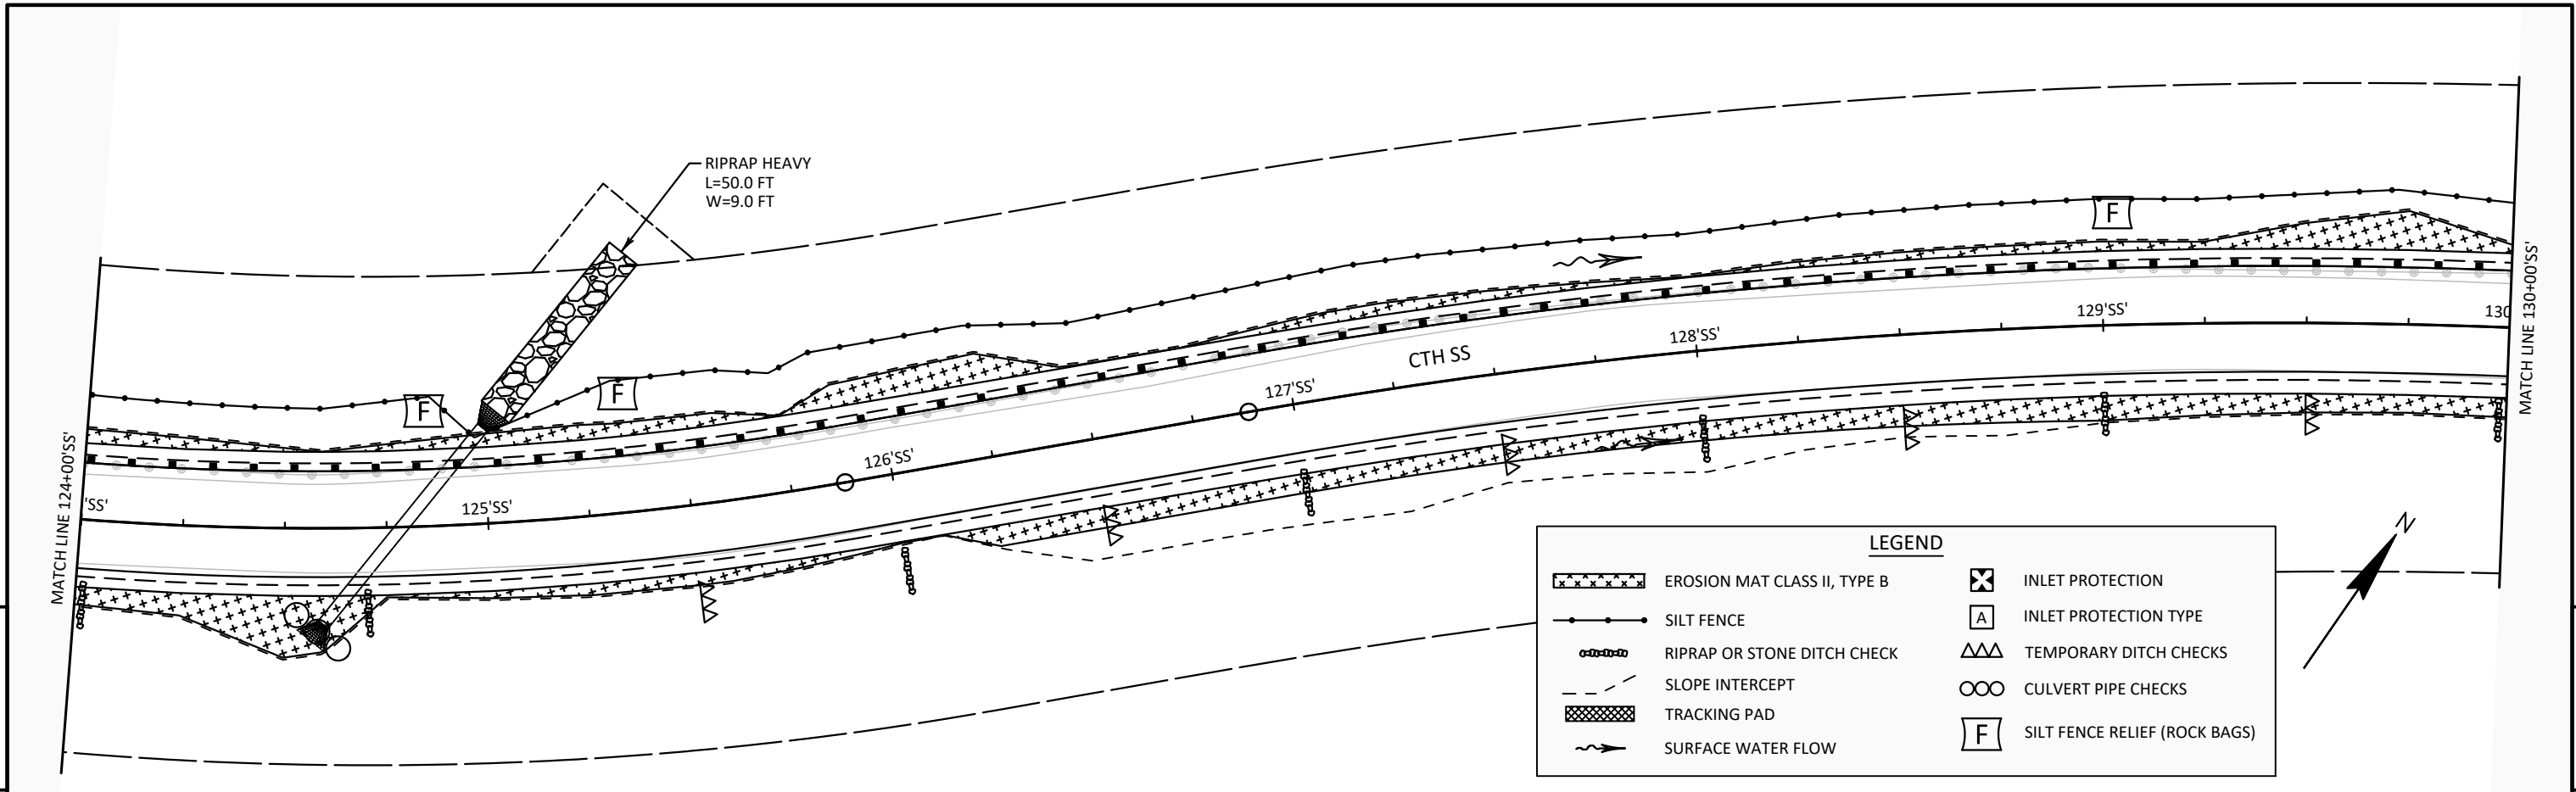 RIPRAP HEAVY
L=50.0 FT
W=9.0 FT
F
F
F
MATCH LINE 124+00'SS'
'SS'
125'SS'
126'SS'
127'SS'
CTH SS
128'SS'
129'SS'
130
MATCH LINE 130+00'SS'
N
LEGEND
EROSION MAT CLASS II, TYPE B
SILT FENCE
RIPRAP OR STONE DITCH CHECK
SLOPE INTERCEPT
TRACKING PAD
SURFACE WATER FLOW
INLET PROTECTION
A INLET PROTECTION TYPE
TEMPORARY DITCH CHECKS
CULVERT PIPE CHECKS
F SILT FENCE RELIEF (ROCK BAGS)